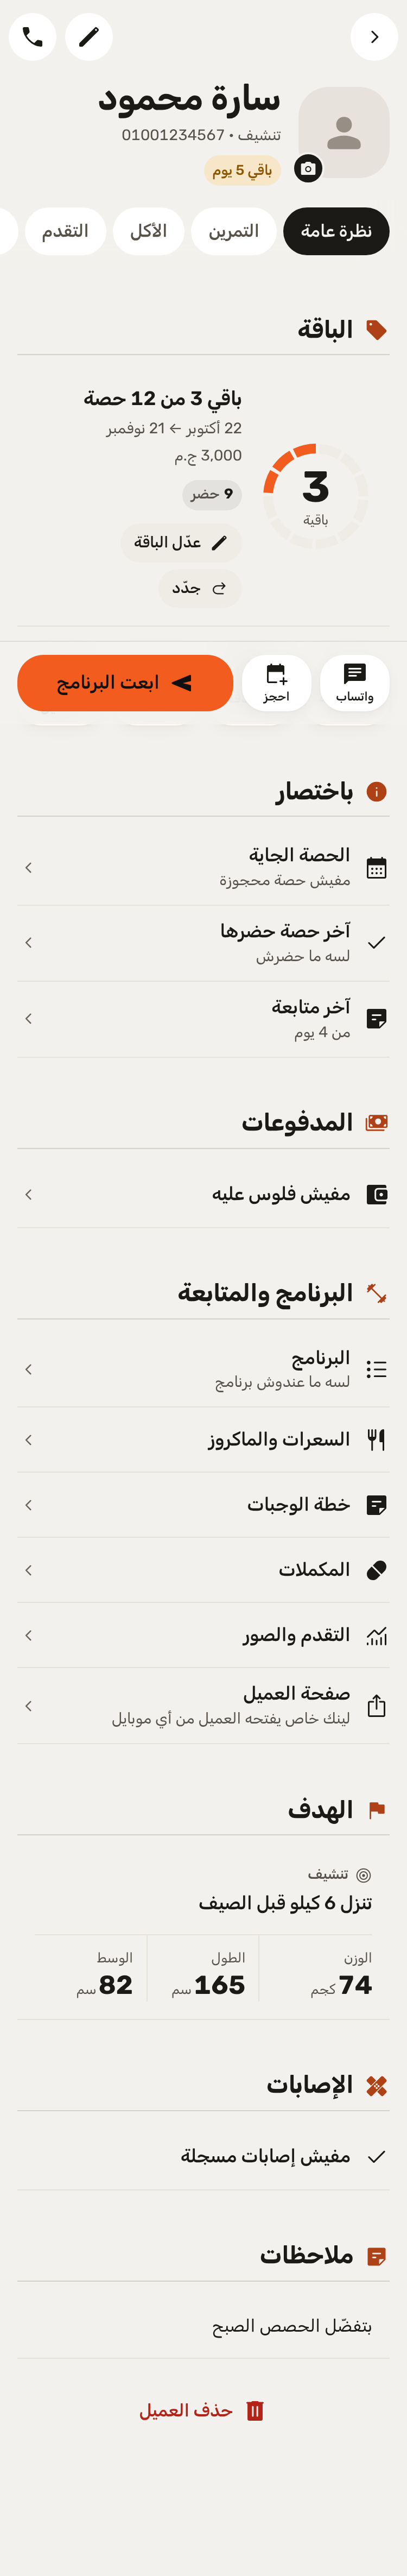 سارة محمود
تنشيف • 01001234567
باقي 5 يوم
نظرة عامة
التمرين
الأكل
التقدم
الباقة
باقي 3 من 12 حصة
22 أكتوبر ← 21 نوفمبر
3,000 ج.م
9 حضر
3
باقية
عدّل الباقة
جدّد
واتساب
احجز
ابعت البرنامج
باختصار
الحصة الجاية
مفيش حصة محجوزة
آخر حصة حضرها
لسه ما حضرش
آخر متابعة
من 4 يوم
المدفوعات
مفيش فلوس عليه
البرنامج والمتابعة
البرنامج
لسه ما عندوش برنامج
السعرات والماكروز
خطة الوجبات
المكملات
التقدم والصور
صفحة العميل
لينك خاص يفتحه العميل من أي موبايل
الهدف
تنشيف
تنزل 6 كيلو قبل الصيف
الوزن
74 كجم
الطول
165 سم
الوسط
82 سم
الإصابات
مفيش إصابات مسجلة
ملاحظات
بتفضّل الحصص الصبح
حذف العميل